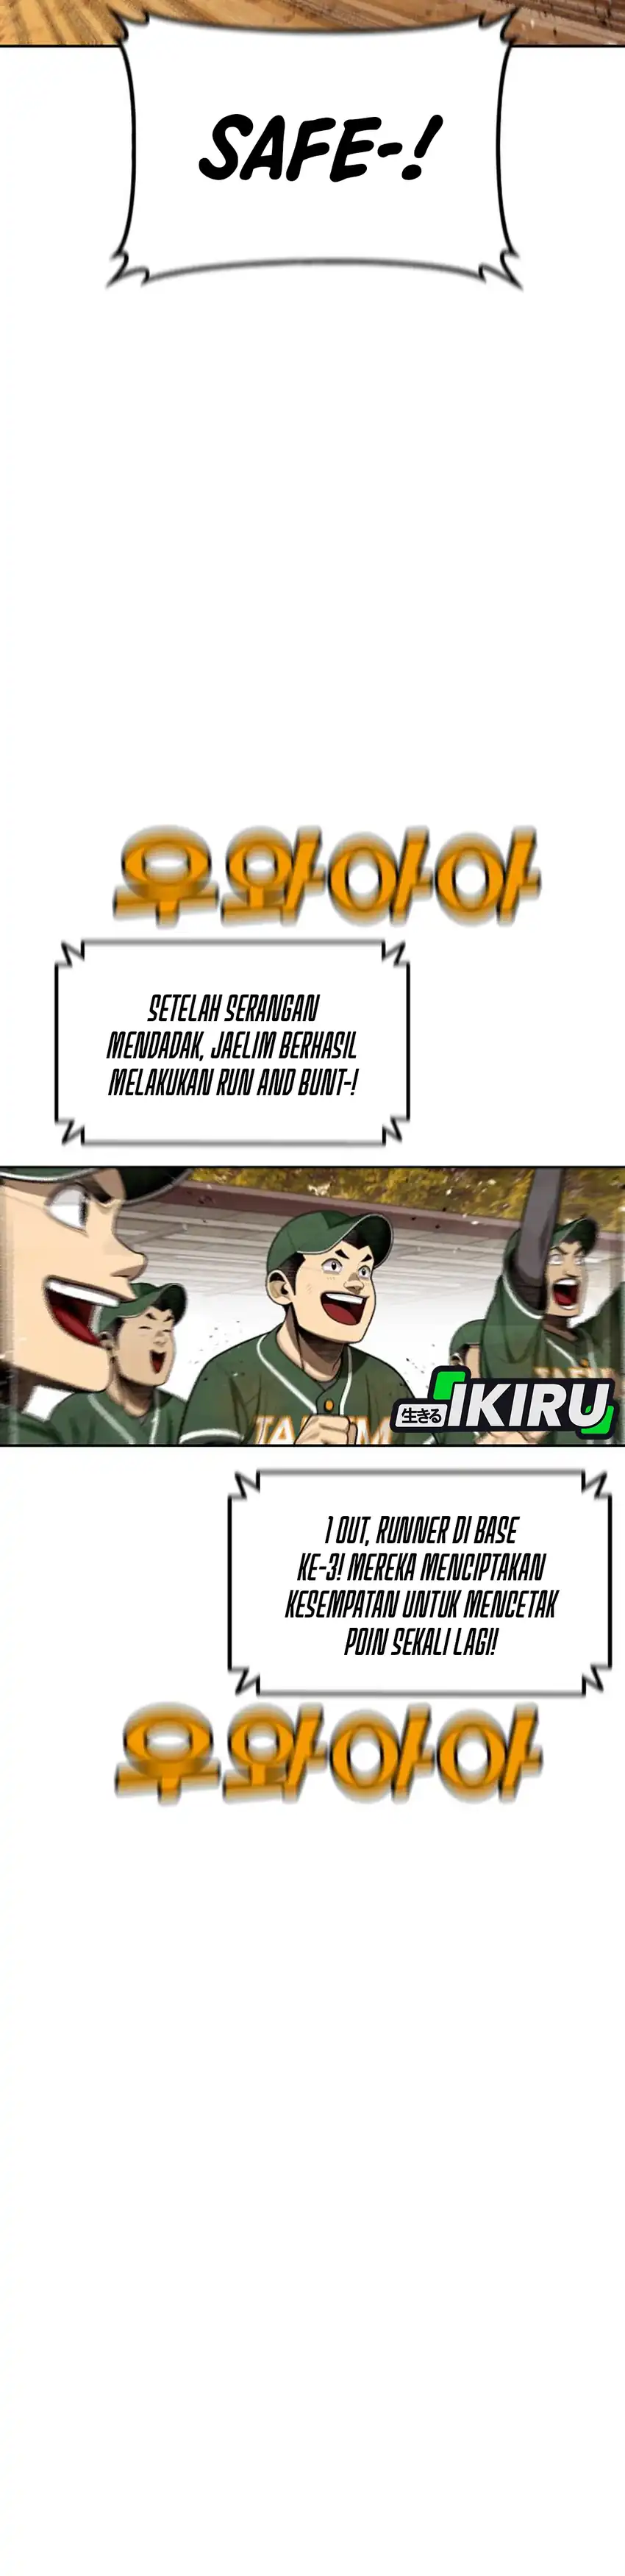 SAFE-!
우와아아
SETELAH SERANGAN
MENDADAK, JAELIM BERHASIL
MELAKUKAN RUN AND BUNT-!
生きる IKIRU
1 OUT, RUNNER DI BASE
KE-3! MEREKA MENCIPTAKAN
KESEMPATAN UNTUK MENCETAK
POIN SEKALI LAGI!
우와아아